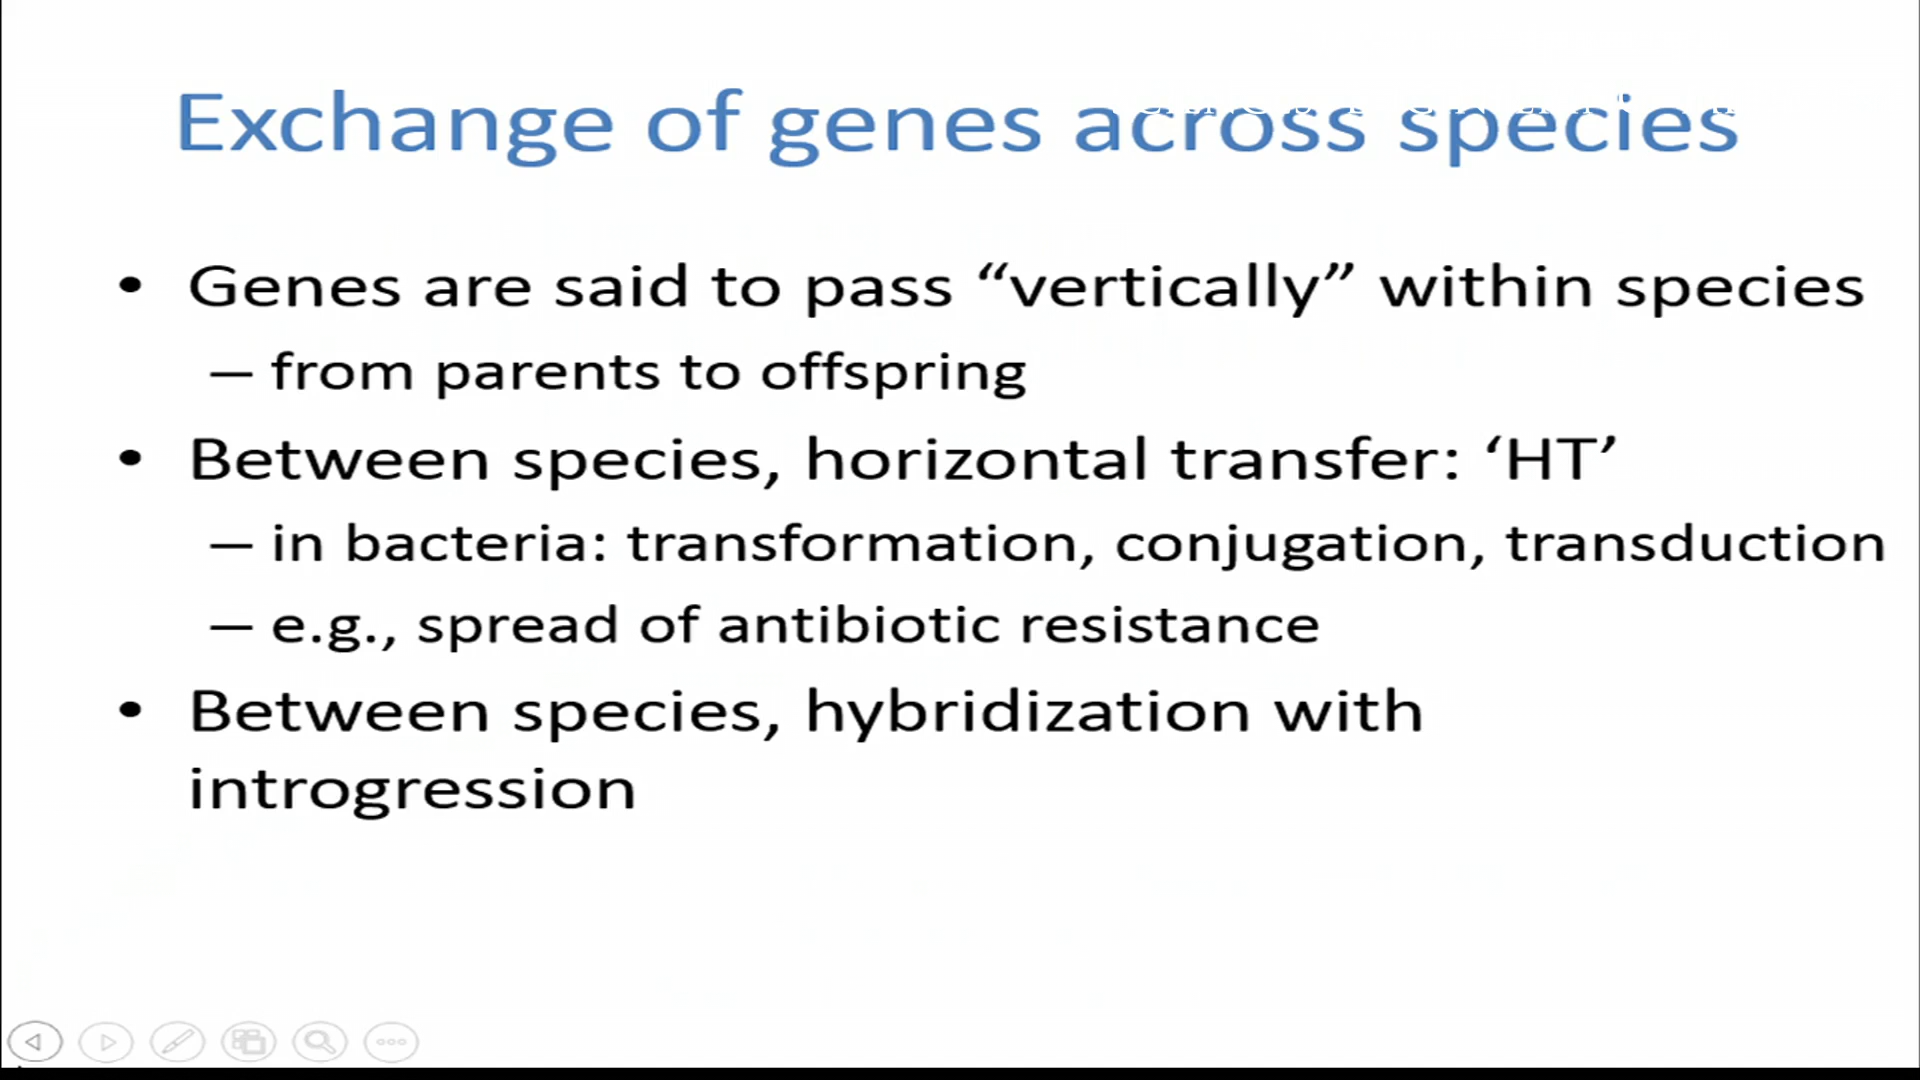 Exchange of genes across species
• Genes are said to pass “vertically” within species
– from parents to offspring
• Between species, horizontal transfer: ‘HT’
– in bacteria: transformation, conjugation, transduction
– e.g., spread of antibiotic resistance
• Between species, hybridization with
introgression